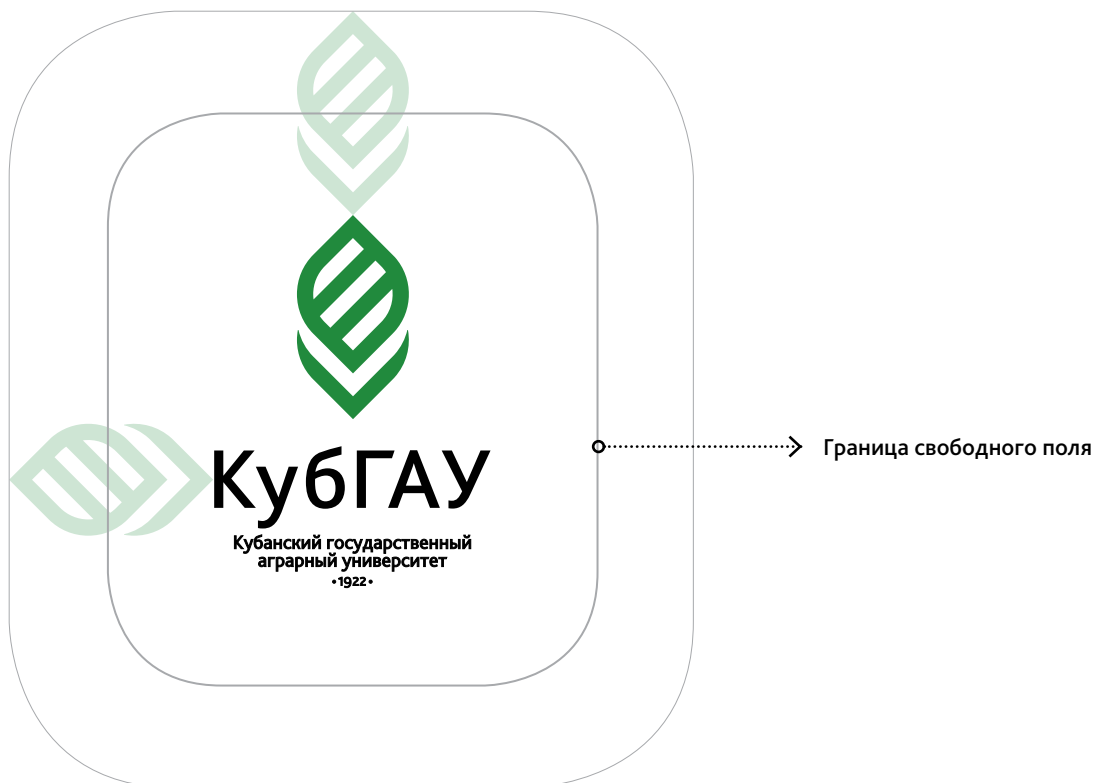 КубГАУ
Граница свободного поля
Кубанский государственный
аграрный университет
•1922•